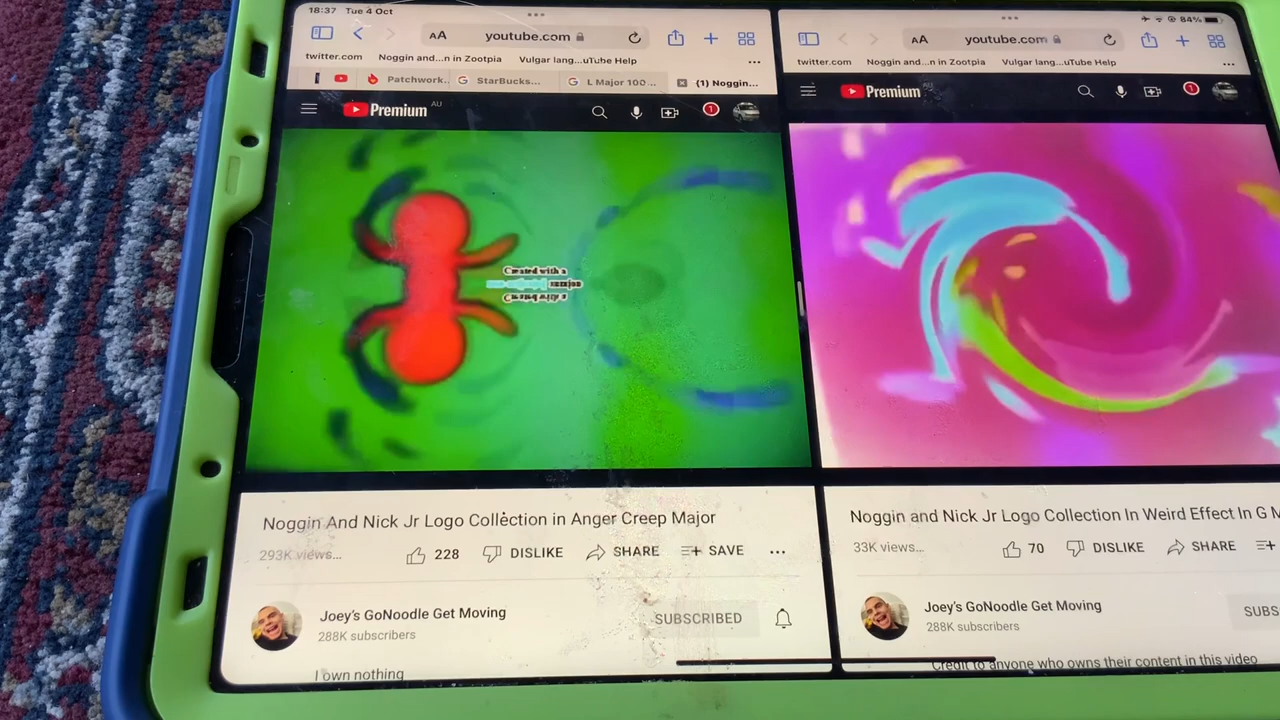 18:37 Tue 4 Oct
AA youtube.com
twitter.com Noggin and...n in Zootpia Vulgar lang...uTube Help
Patchwork.. StarBucks... L Major 100... (1) Noggin...
Premium AU
1
Created with a
Noggin And Nick Jr Logo Collection in Anger Creep Major
293K views...
228 DISLIKE SHARE SAVE
Joey's GoNoodle Get Moving
288K subscribers
SUBSCRIBED
I own nothing
84%
AA youtube.com
twitter.com Noggin and...n in Zootpia Vulgar lang...uTube Help
Premium
1
Noggin and Nick Jr Logo Collection In Weird Effect In G M
33K views...
70 DISLIKE SHARE
Joey's GoNoodle Get Moving
288K subscribers
SUBS
Credit to anyone who owns their content in this video